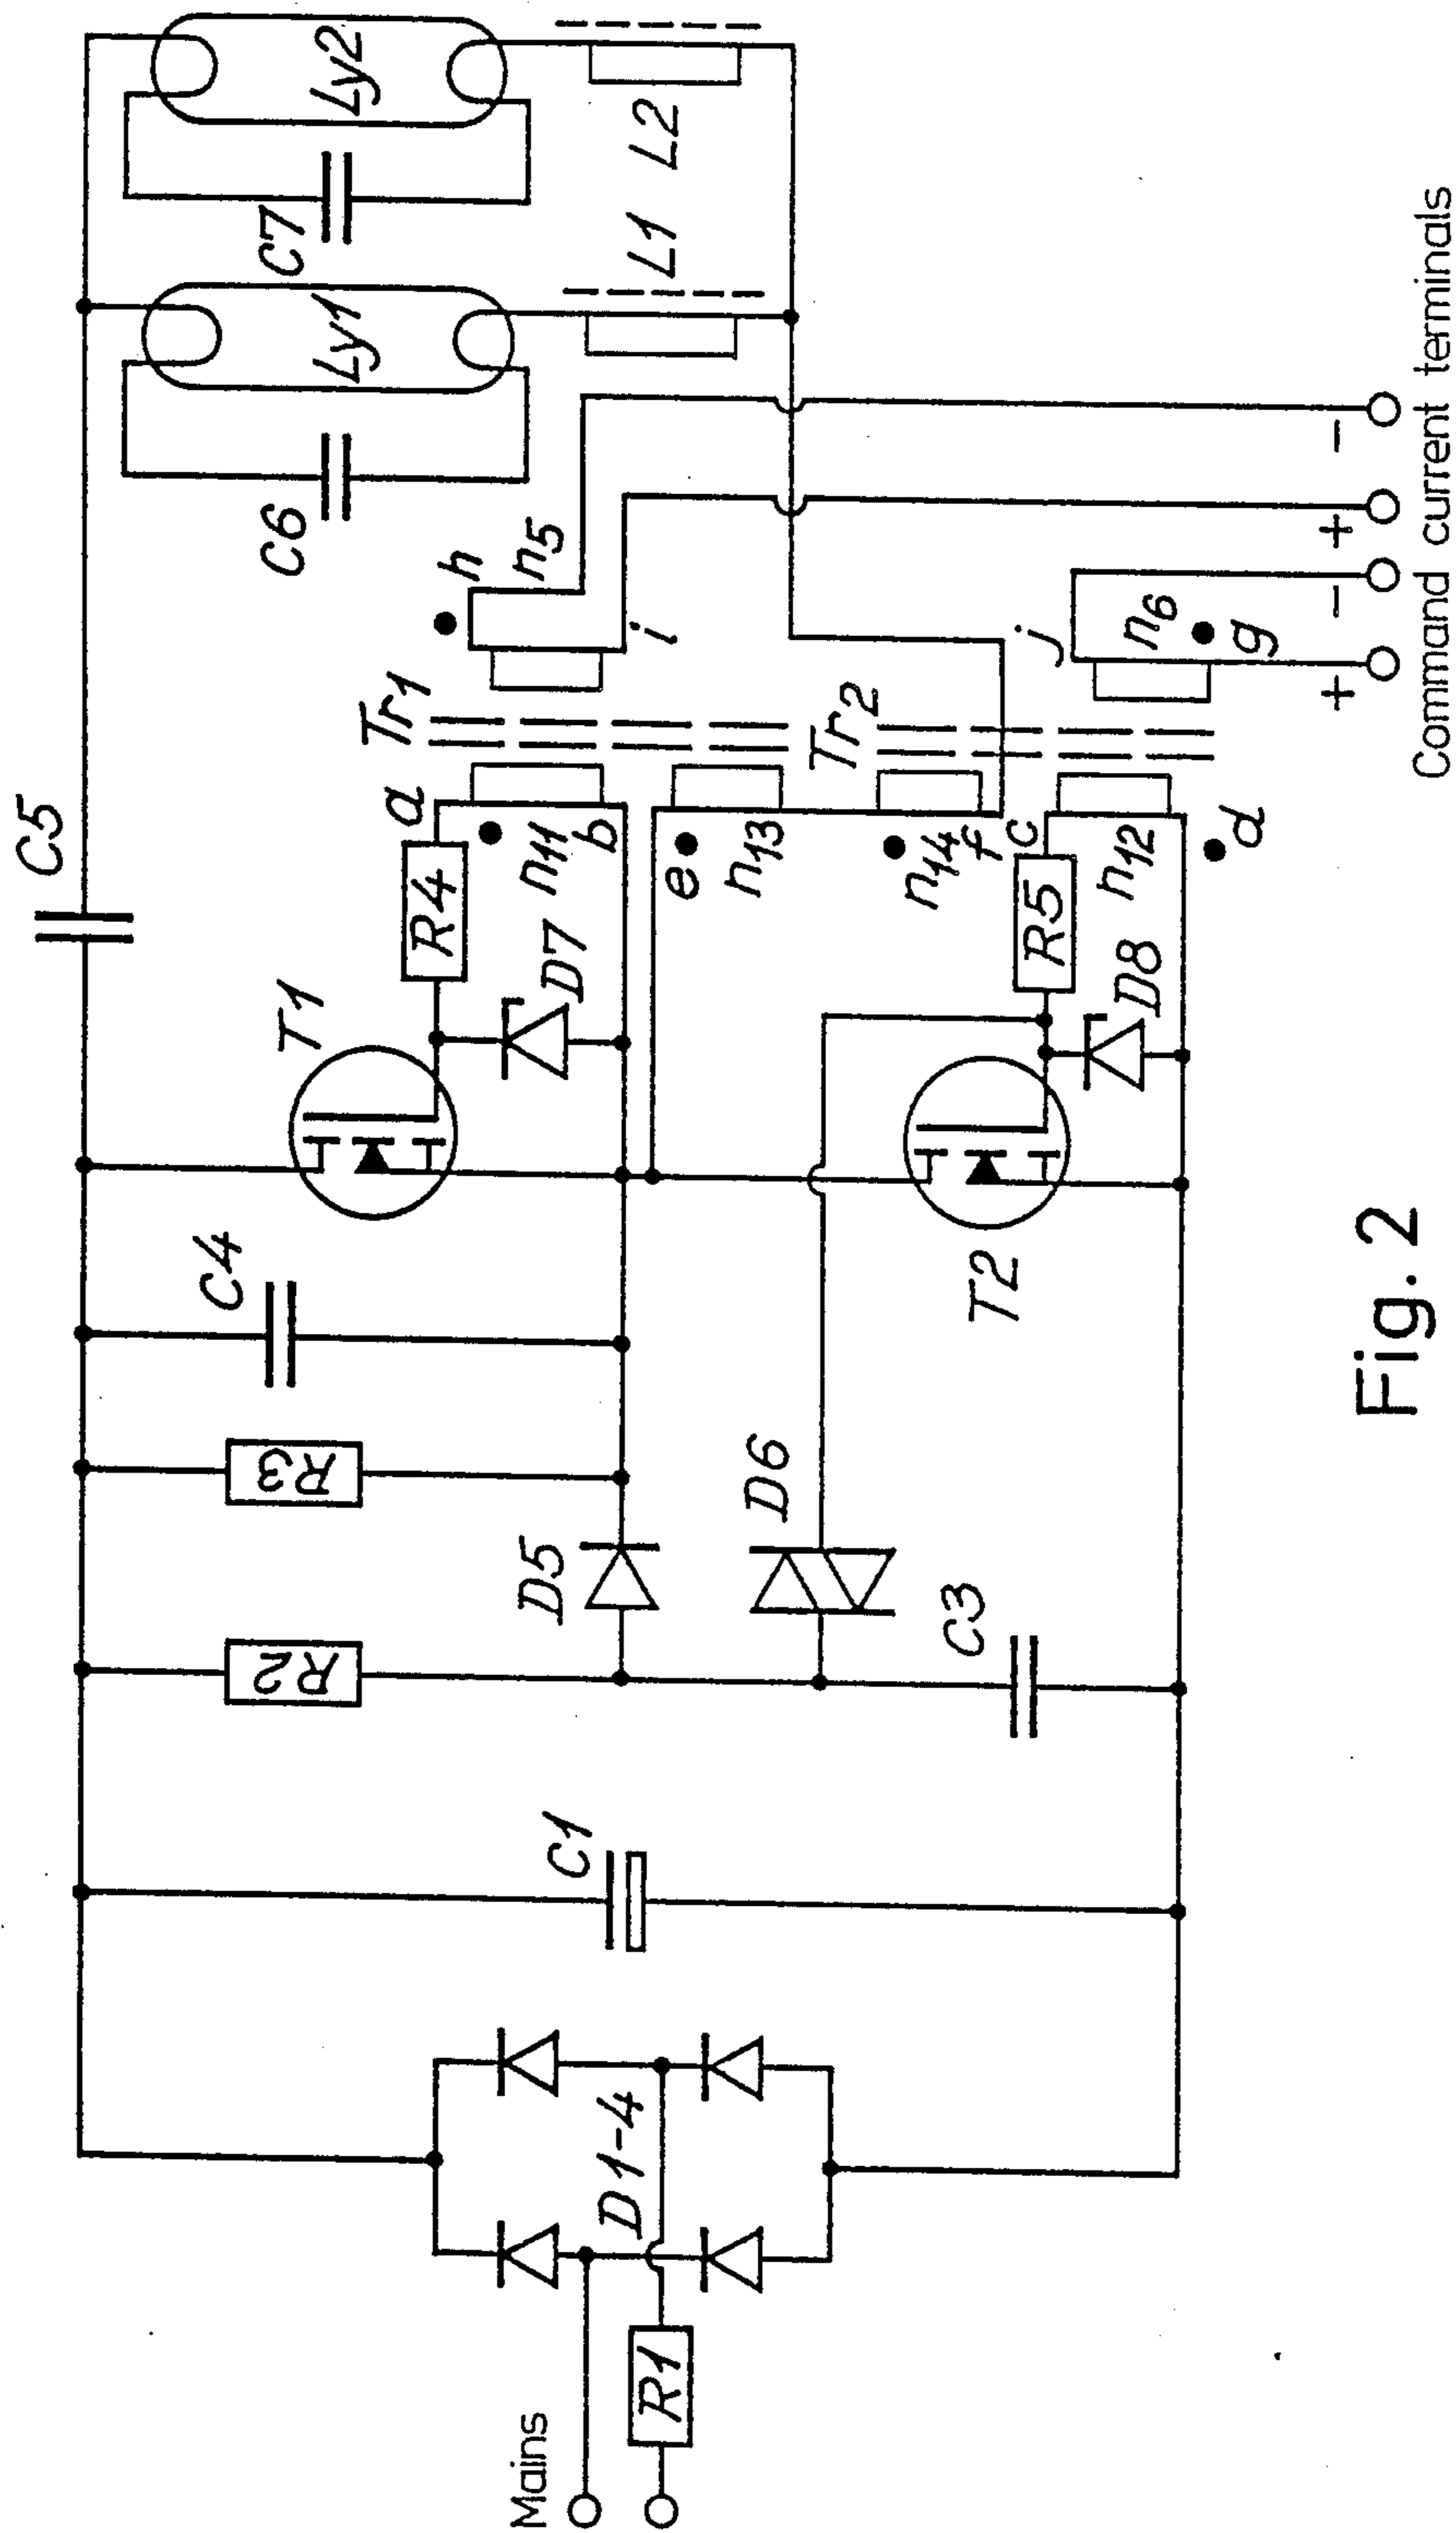 C5
C7
Ly2
C6
Ly1
L1 L2
T1
R4
a
Tr1
h
n5
i
D7
n11
b
C4
R3
R2
D5
D6
C3
C1
D1-4
Mains
R1
e
n13
Tr2
n14
f
c
R5
n12
d
D8
T2
j
n6
g
+ - + -
Command current terminals
Fig. 2